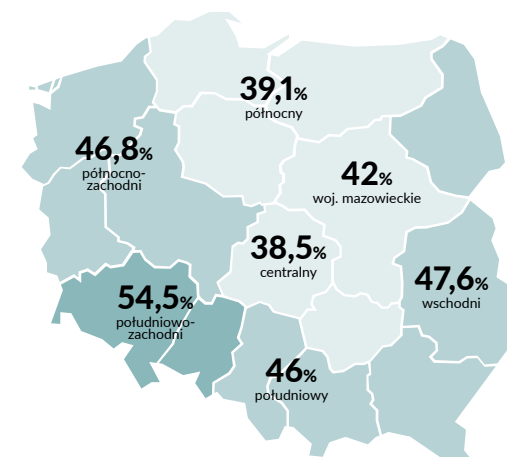 39,1%
północny
46,8%
północno-
zachodni
42%
woj. mazowieckie
38,5%
centralny
47,6%
wschodni
54,5%
południowo-
zachodni
46%
południowy